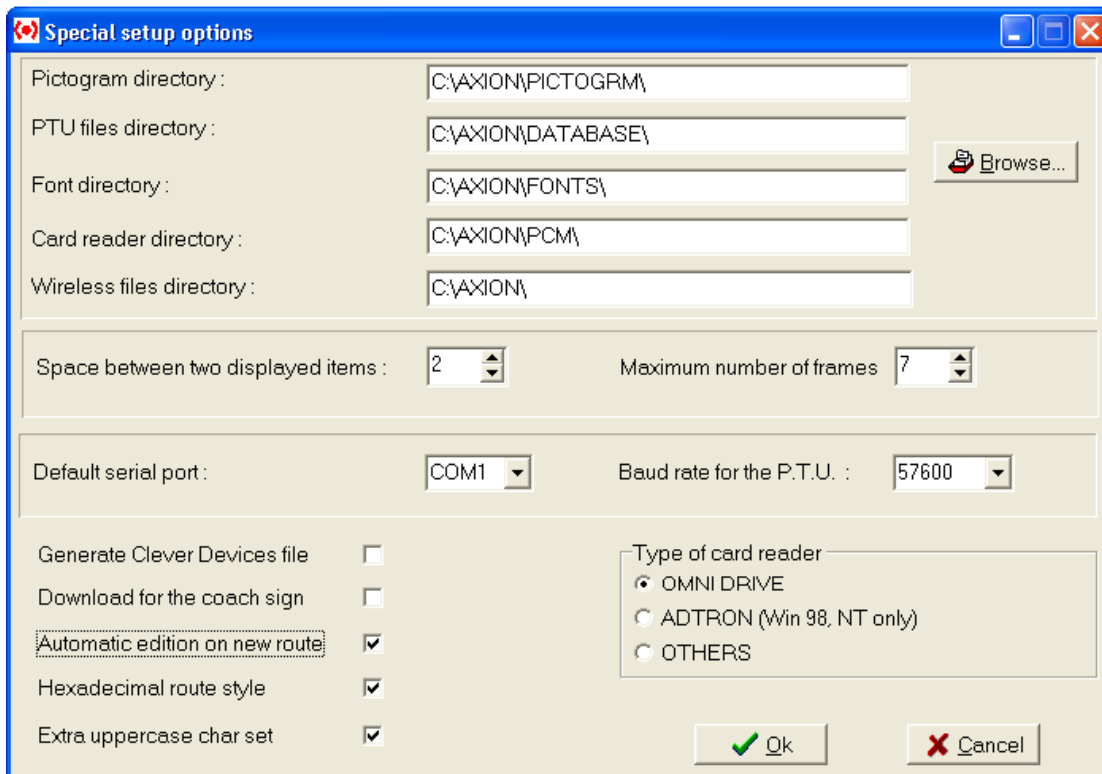 Special setup options
Pictogram directory : C:\AXION\PICTOGRM\
PTU files directory : C:\AXION\DATABASE\
Browse...
Font directory : C:\AXION\FONTS\
Card reader directory : C:\AXION\PCM\
Wireless files directory : C:\AXION\
Space between two displayed items : 2 Maximum number of frames 7
Default serial port : COM1 Baud rate for the P.T.U. : 57600
Generate Clever Devices file
Download for the coach sign
Automatic edition on new route
Hexadecimal route style
Extra uppercase char set
Type of card reader
OMNI DRIVE
ADTRON (Win 98, NT only)
OTHERS
Ok Cancel